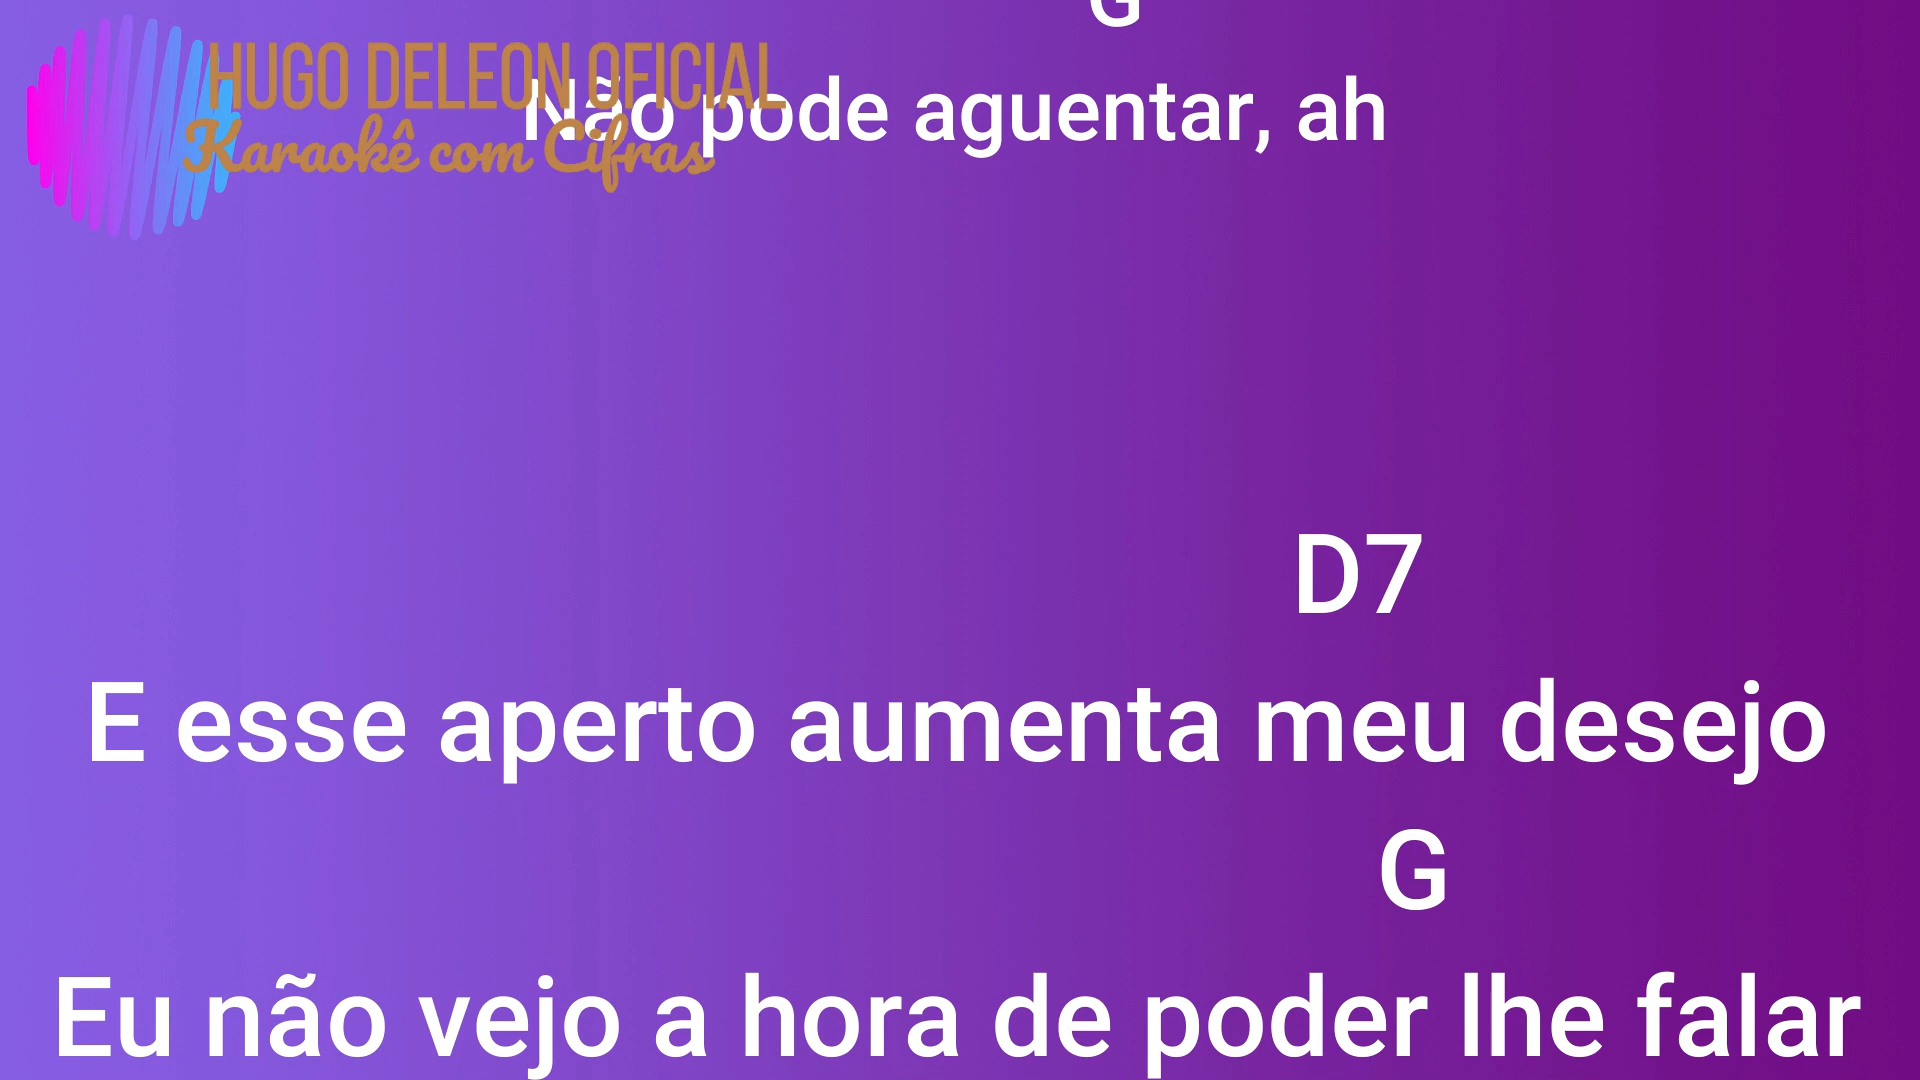 G
HUGO DELEON OFICIAL
Karaokê com Cifras
Não pode aguentar, ah
D7
E esse aperto aumenta meu desejo
G
Eu não vejo a hora de poder lhe falar